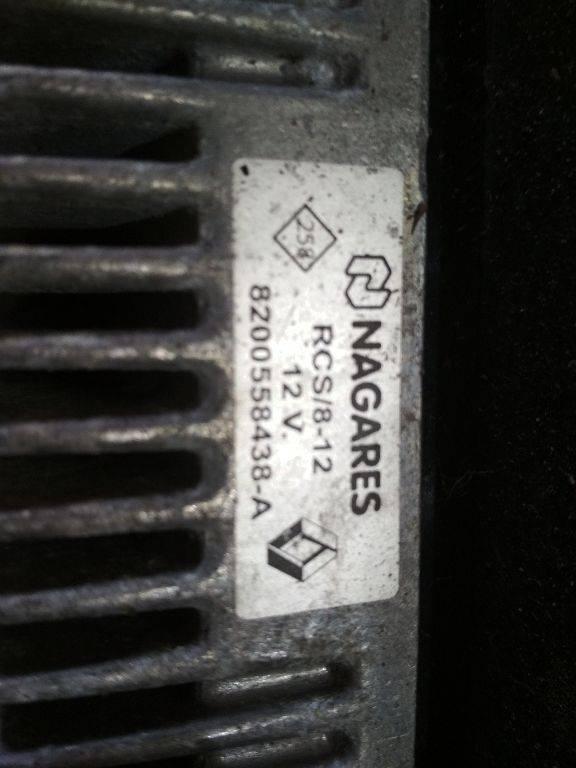 NAGARES
RCS/8-12
12 V.
258
8200558438-A